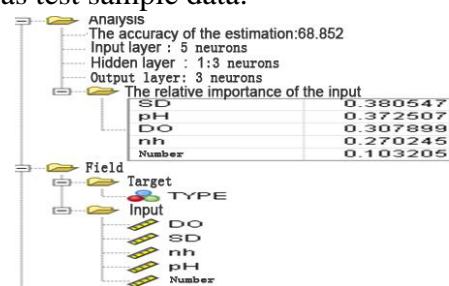 as test sample data.
Analysis
The accuracy of the estimation:68.852
Input layer : 5 neurons
Hidden layer : 1:3 neurons
Output layer: 3 neurons
The relative importance of the input
SD 0.380547
pH 0.372507
DO 0.307899
nh 0.270245
Number 0.103205
Field
Target
TYPE
Input
DO
SD
nh
pH
Number